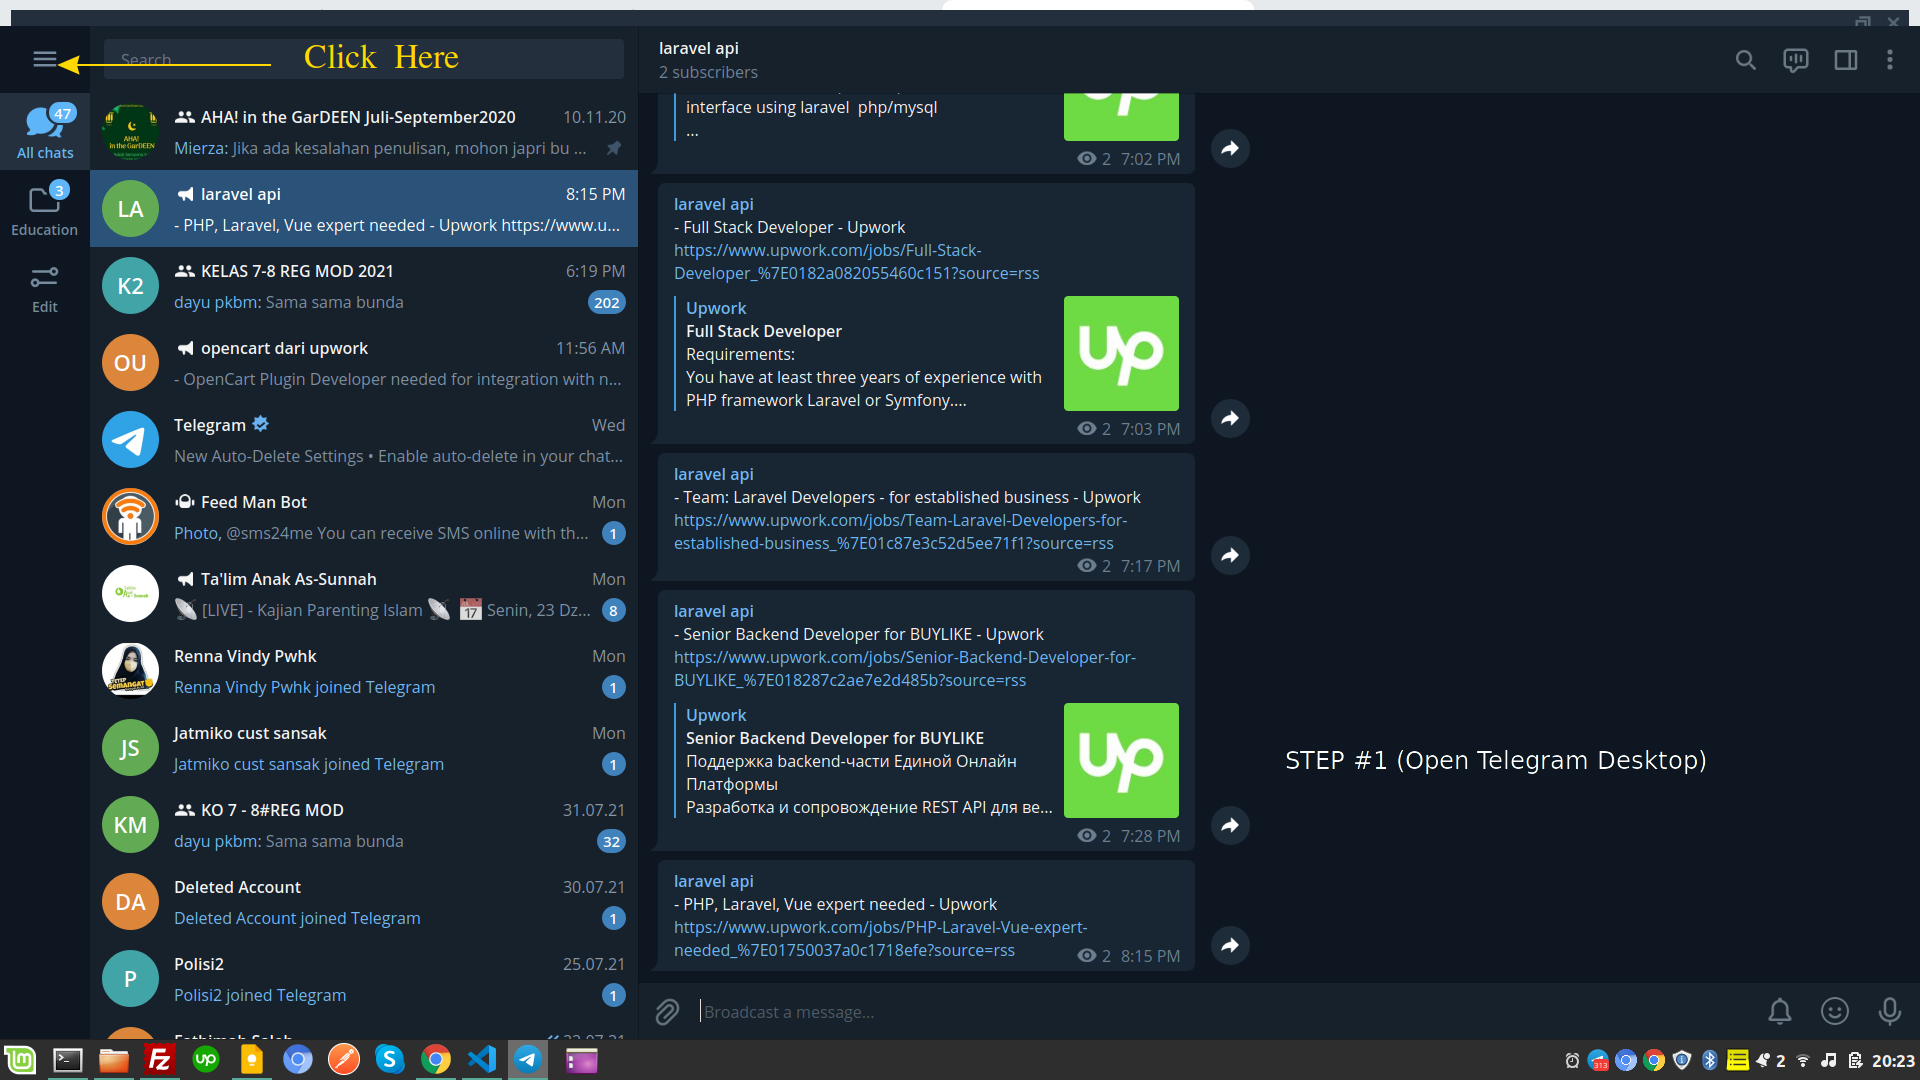 Search
Click Here
47
All chats
3
Education
Edit
AHA!
in the GarDEEN
AHA! in the GarDEEN Juli-September2020
10.11.20
Mierza: Jika ada kesalahan penulisan, mohon japri bu ...
LA
laravel api
8:15 PM
- PHP, Laravel, Vue expert needed - Upwork https://www.u...
K2
KELAS 7-8 REG MOD 2021
6:19 PM
dayu pkbm: Sama sama bunda
202
OU
opencart dari upwork
11:56 AM
- OpenCart Plugin Developer needed for integration with n...
Telegram
Wed
New Auto-Delete Settings • Enable auto-delete in your chat...
Feed Man Bot
Mon
Photo, @sms24me You can receive SMS online with th...
1
Ta'lim Anak As-Sunnah
Mon
[LIVE] - Kajian Parenting Islam 17 Senin, 23 Dz...
8
SEMANGAT
Renna Vindy Pwhk
Mon
Renna Vindy Pwhk joined Telegram
1
JS
Jatmiko cust sansak
Mon
Jatmiko cust sansak joined Telegram
1
KM
KO 7 - 8#REG MOD
31.07.21
dayu pkbm: Sama sama bunda
32
DA
Deleted Account
30.07.21
Deleted Account joined Telegram
1
P
Polisi2
25.07.21
Polisi2 joined Telegram
1
laravel api
2 subscribers
interface using laravel php/mysql
...
up
2 7:02 PM
laravel api
- Full Stack Developer - Upwork
https://www.upwork.com/jobs/Full-Stack-
Developer_%7E0182a082055460c151?source=rss
Upwork
Full Stack Developer
Requirements:
You have at least three years of experience with
PHP framework Laravel or Symfony....
up
2 7:03 PM
laravel api
- Team: Laravel Developers - for established business - Upwork
https://www.upwork.com/jobs/Team-Laravel-Developers-for-
established-business_%7E01c87e3c52d5ee71f1?source=rss
2 7:17 PM
laravel api
- Senior Backend Developer for BUYLIKE - Upwork
https://www.upwork.com/jobs/Senior-Backend-Developer-for-
BUYLIKE_%7E018287c2ae7e2d485b?source=rss
Upwork
Senior Backend Developer for BUYLIKE
Поддержка backend-части Единой Онлайн
Платформы
Разработка и сопровождение REST API для ве...
up
2 7:28 PM
laravel api
- PHP, Laravel, Vue expert needed - Upwork
https://www.upwork.com/jobs/PHP-Laravel-Vue-expert-
needed_%7E01750037a0c1718efe?source=rss
2 8:15 PM
STEP #1 (Open Telegram Desktop)
Broadcast a message...
Fz
up
S
313
2
20:23